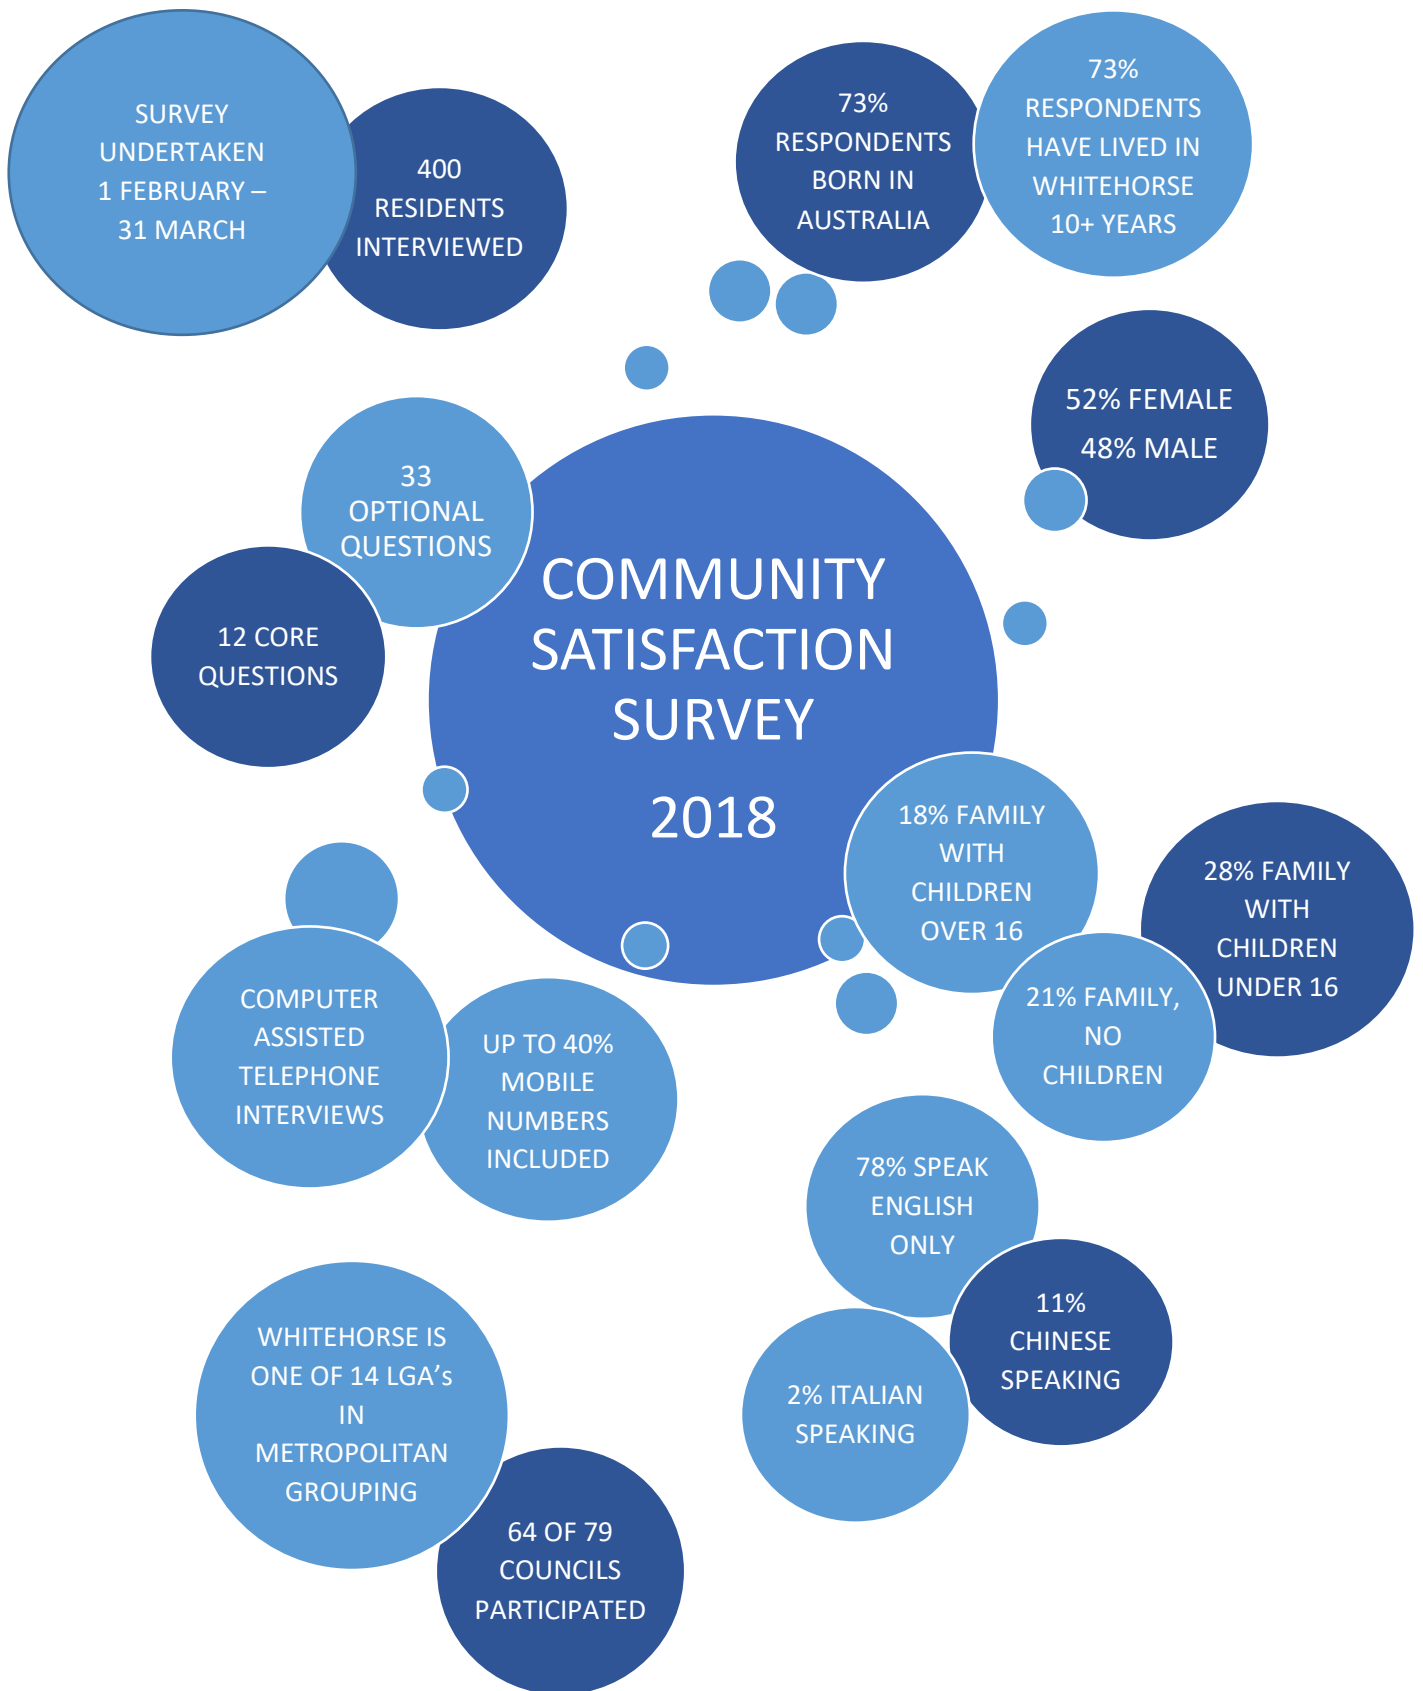 SURVEY
UNDERTAKEN
1 FEBRUARY –
31 MARCH
400
RESIDENTS
INTERVIEWED
73%
RESPONDENTS
BORN IN
AUSTRALIA
73%
RESPONDENTS
HAVE LIVED IN
WHITEHORSE
10+ YEARS
52% FEMALE
48% MALE
33
OPTIONAL
QUESTIONS
12 CORE
QUESTIONS
COMMUNITY
SATISFACTION
SURVEY
2018
18% FAMILY
WITH
CHILDREN
OVER 16
28% FAMILY
WITH
CHILDREN
UNDER 16
21% FAMILY,
NO
CHILDREN
COMPUTER
ASSISTED
TELEPHONE
INTERVIEWS
UP TO 40%
MOBILE
NUMBERS
INCLUDED
78% SPEAK
ENGLISH
ONLY
11%
CHINESE
SPEAKING
2% ITALIAN
SPEAKING
WHITEHORSE IS
ONE OF 14 LGA’s
IN
METROPOLITAN
GROUPING
64 OF 79
COUNCILS
PARTICIPATED